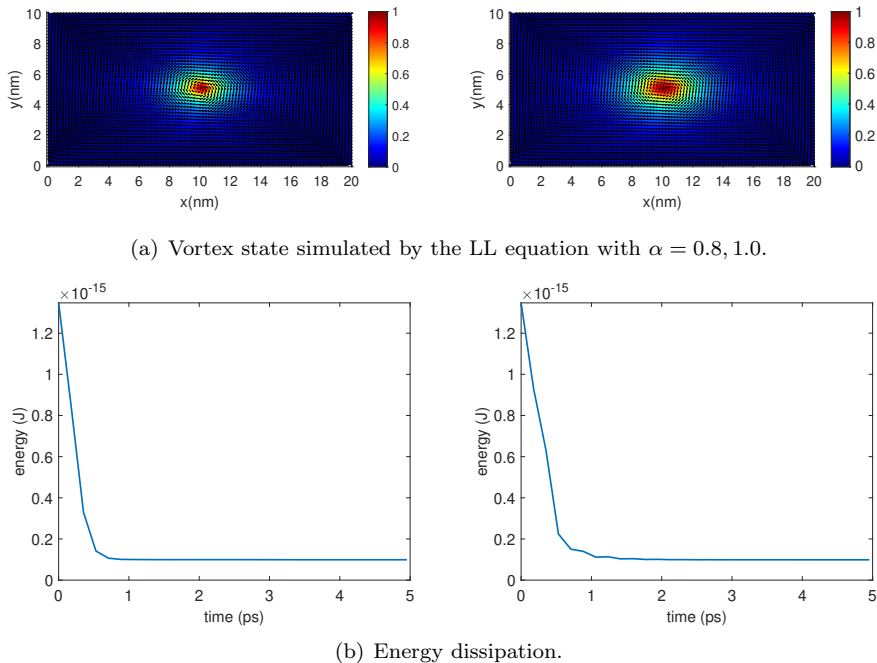 10
8
6
4
2
0
y(nm)
0 2 4 6 8 10 12 14 16 18 20
x(nm)
1
0.8
0.6
0.4
0.2
0
10
8
6
4
2
0
y(nm)
0 2 4 6 8 10 12 14 16 18 20
x(nm)
1
0.8
0.6
0.4
0.2
0
(a) Vortex state simulated by the LL equation with α = 0.8, 1.0.
×10⁻¹⁵
1.2
1
0.8
0.6
0.4
0.2
0
energy (J)
0 1 2 3 4 5
time (ps)
×10⁻¹⁵
1.2
1
0.8
0.6
0.4
0.2
0
energy (J)
0 1 2 3 4 5
time (ps)
(b) Energy dissipation.